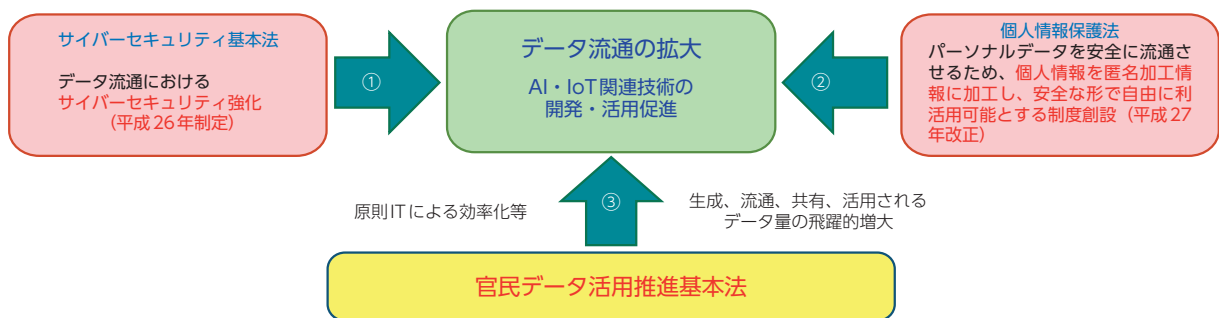 サイバーセキュリティ基本法
データ流通における
サイバーセキュリティ強化
(平成26年制定)
①
データ流通の拡大
AI・IoT関連技術の
開発・活用促進
②
個人情報保護法
パーソナルデータを安全に流通さ
せるため、個人情報を匿名加工情
報に加工し、安全な形で自由に利
活用可能とする制度創設（平成27
年改正）
原則ITによる効率化等
③
生成、流通、共有、活用される
データ量の飛躍的増大
官民データ活用推進基本法